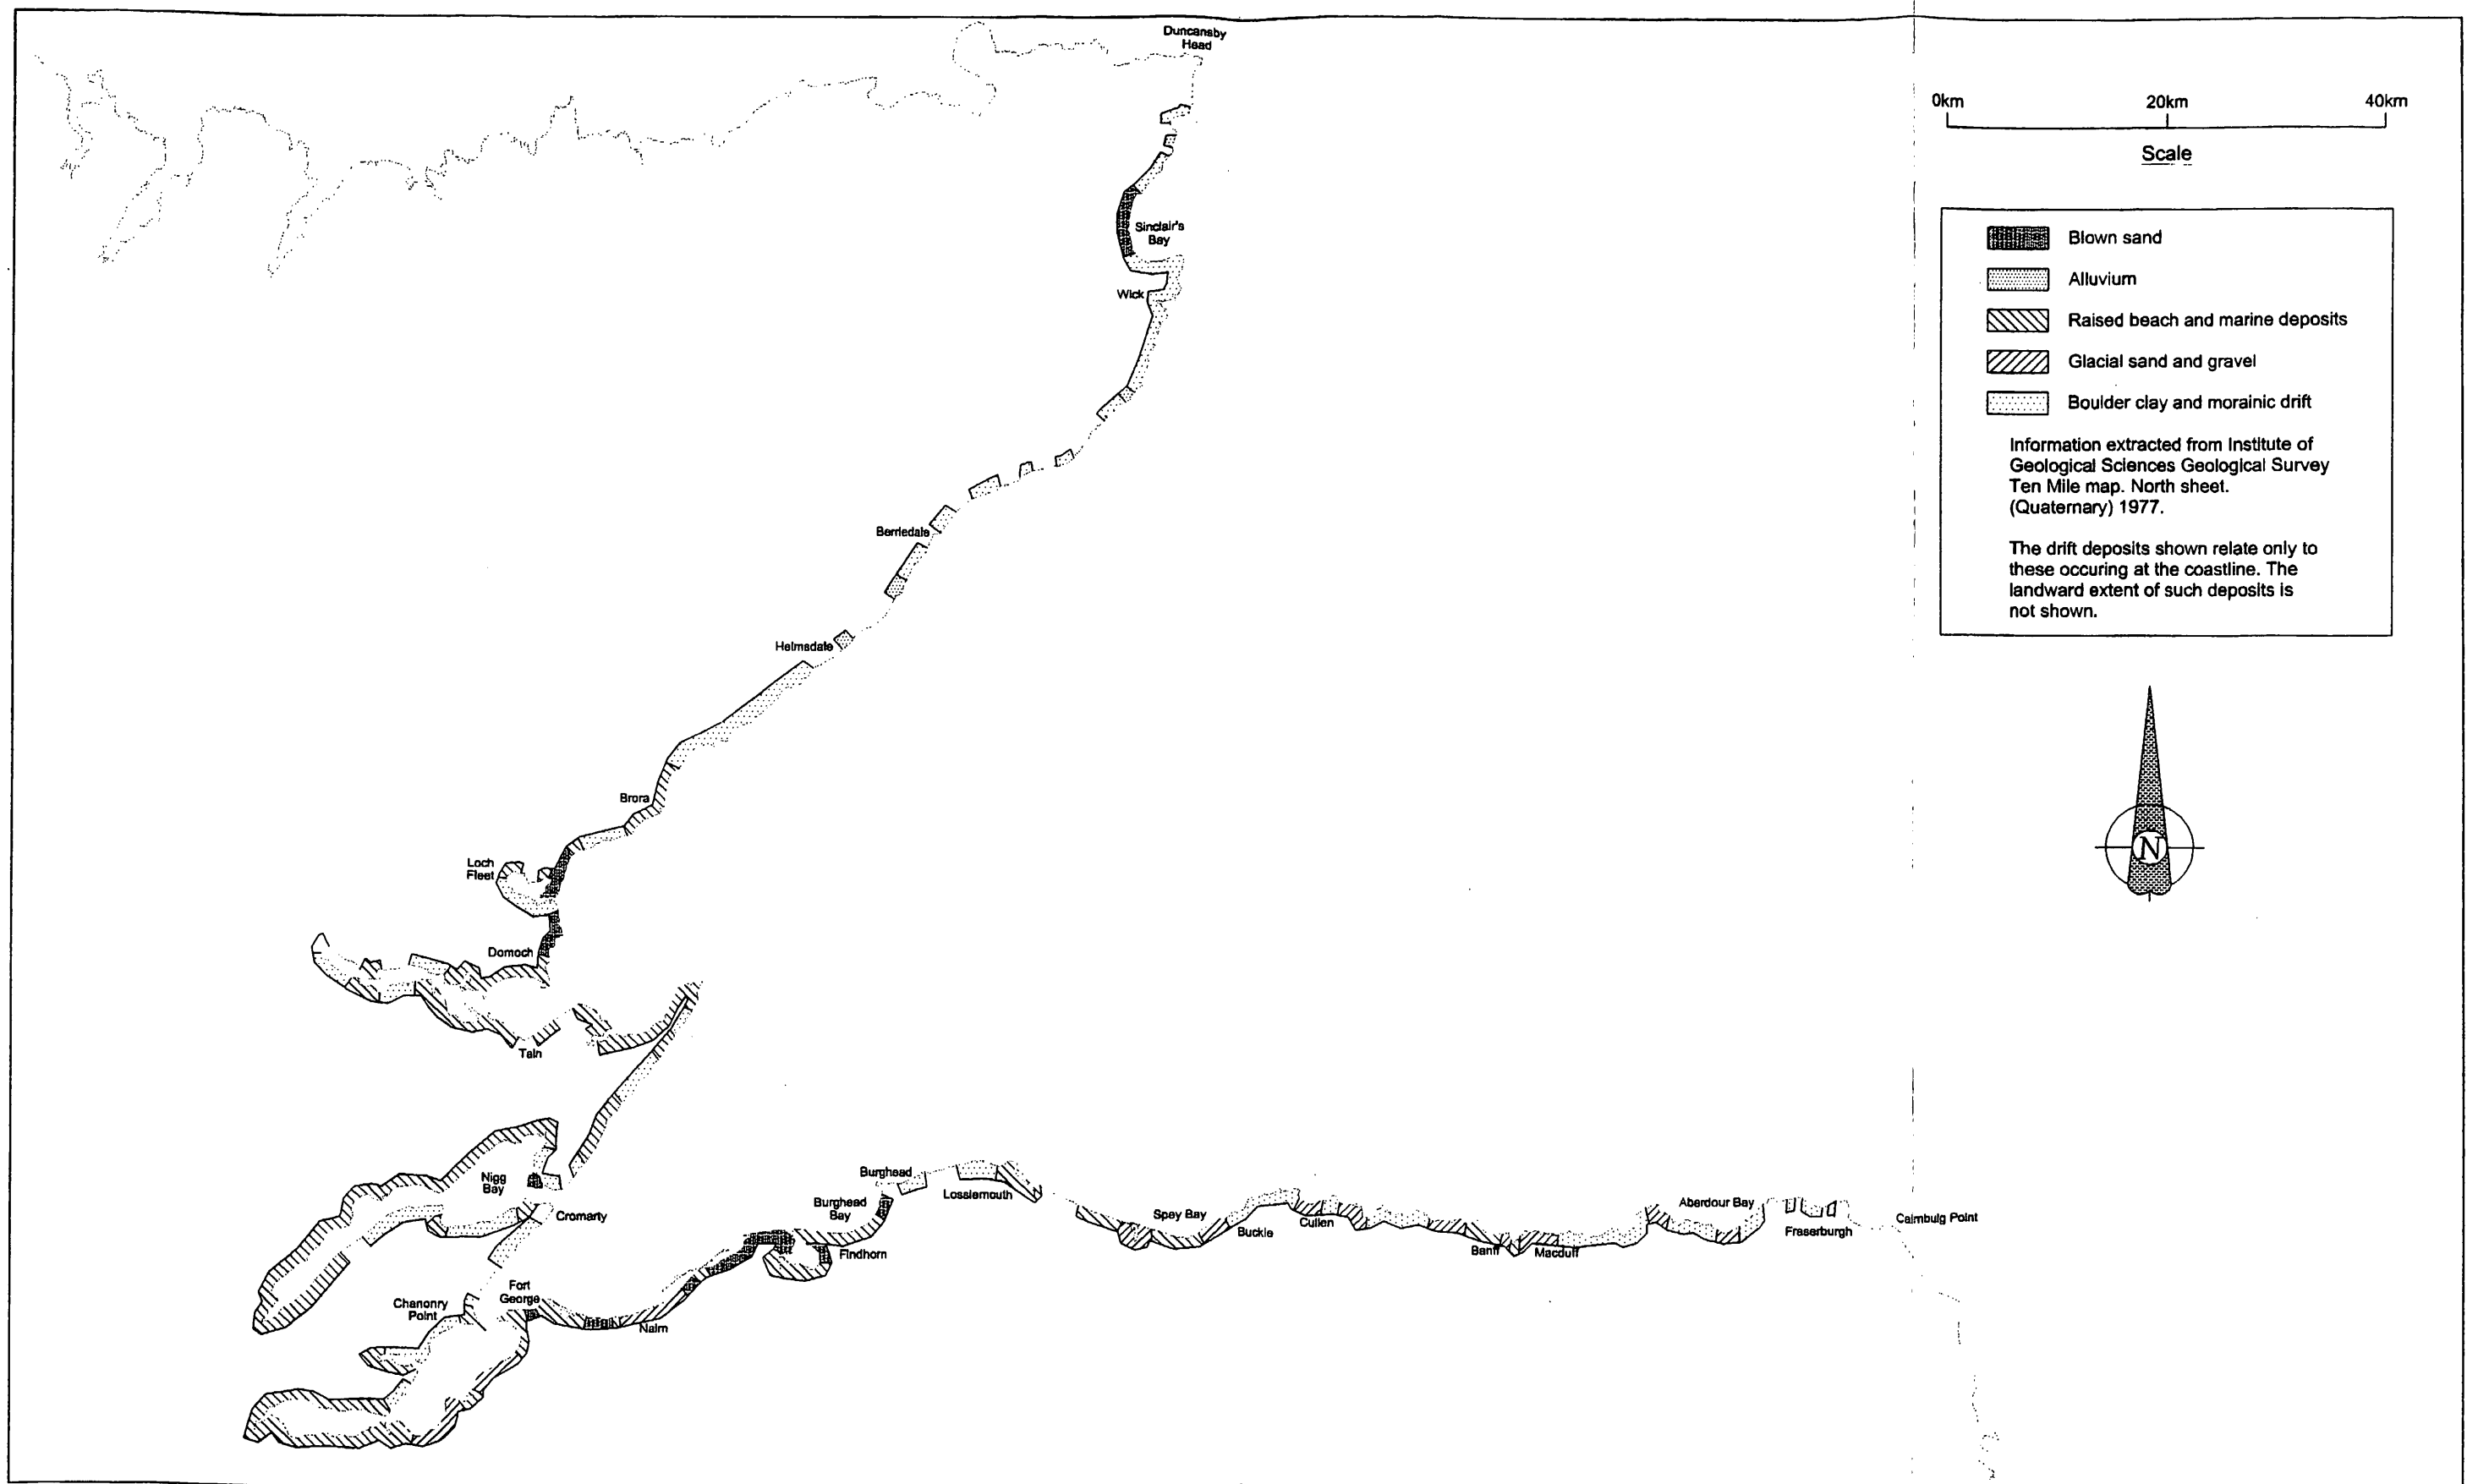 Duncansby
Head
0km 20km 40km
Scale
Sinclair's
Bay
Wick
Blown sand
Alluvium
Raised beach and marine deposits
Glacial sand and gravel
Boulder clay and morainic drift
Information extracted from Institute of
Geological Sciences Geological Survey
Ten Mile map. North sheet.
(Quaternary) 1977.
The drift deposits shown relate only to
these occuring at the coastline. The
landward extent of such deposits is
not shown.
Berriedale
Helmsdale
Brora
Loch
Fleet
N
Dornoch
Tain
Nigg
Bay
Cromarty
Burghead
Lossiemouth
Burghead
Bay
Findhorn
Spey Bay
Buckie
Cullen
Banff
Macduff
Aberdour Bay
Fraserburgh
Cairnbulg Point
Fort
George
Chanonry
Point
Nairn